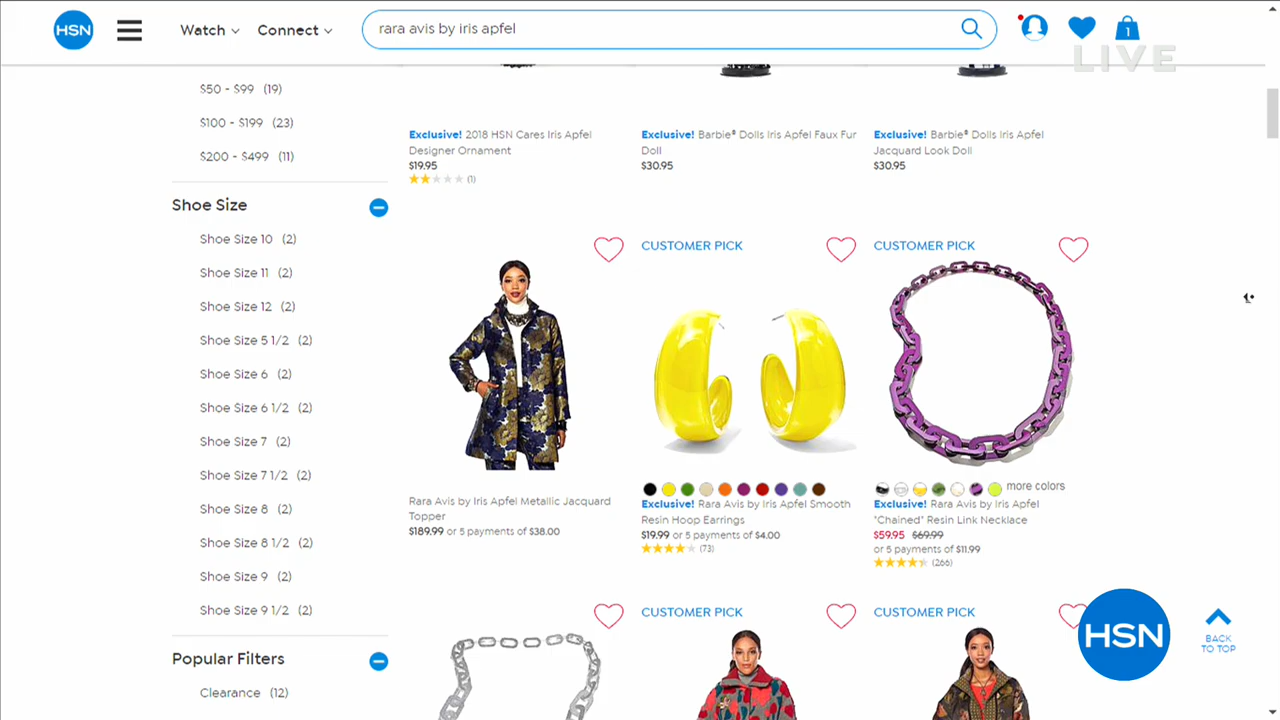 HSN
Watch
Connect
rara avis by iris apfel
1
LIVE
$50 - $99 (19)
$100 - $199 (23)
$200 - $499 (11)
Shoe Size
Shoe Size 10 (2)
Shoe Size 11 (2)
Shoe Size 12 (2)
Shoe Size 5 1/2 (2)
Shoe Size 6 (2)
Shoe Size 6 1/2 (2)
Shoe Size 7 (2)
Shoe Size 7 1/2 (2)
Shoe Size 8 (2)
Shoe Size 8 1/2 (2)
Shoe Size 9 (2)
Shoe Size 9 1/2 (2)
Popular Filters
Clearance (12)
Exclusive! 2018 HSN Cares Iris Apfel
Designer Ornament
$19.95
(1)
Exclusive! Barbie® Dolls Iris Apfel Faux Fur
Doll
$30.95
Exclusive! Barbie® Dolls Iris Apfel
Jacquard Look Doll
$30.95
Rara Avis by Iris Apfel Metallic Jacquard
Topper
$189.99 or 5 payments of $38.00
CUSTOMER PICK
Exclusive! Rara Avis by Iris Apfel Smooth
Resin Hoop Earrings
$19.99 or 5 payments of $4.00
(73)
CUSTOMER PICK
more colors
Exclusive! Rara Avis by Iris Apfel
"Chained" Resin Link Necklace
$59.95 $69.99
or 5 payments of $11.99
(266)
CUSTOMER PICK
CUSTOMER PICK
HSN
BACK
TO TOP